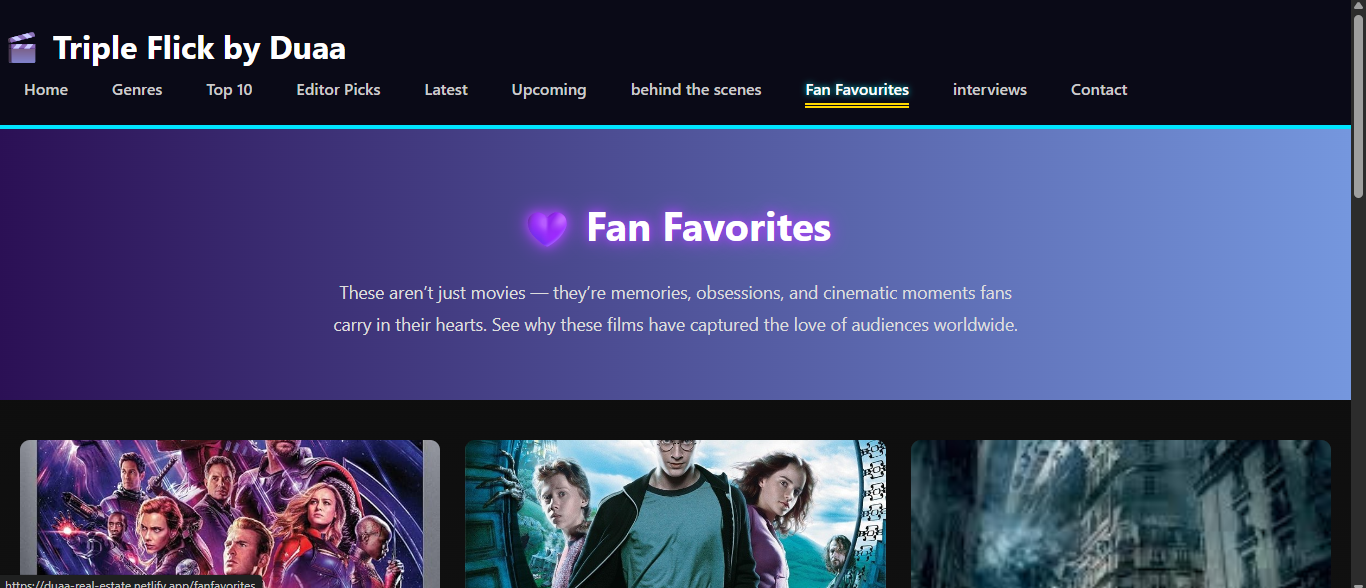 Triple Flick by Duaa
Home Genres Top 10 Editor Picks Latest Upcoming behind the scenes Fan Favourites interviews Contact
Fan Favorites
These aren’t just movies — they’re memories, obsessions, and cinematic moments fans
carry in their hearts. See why these films have captured the love of audiences worldwide.
https://duaa-real-estate.netlify.app/fanfavorites